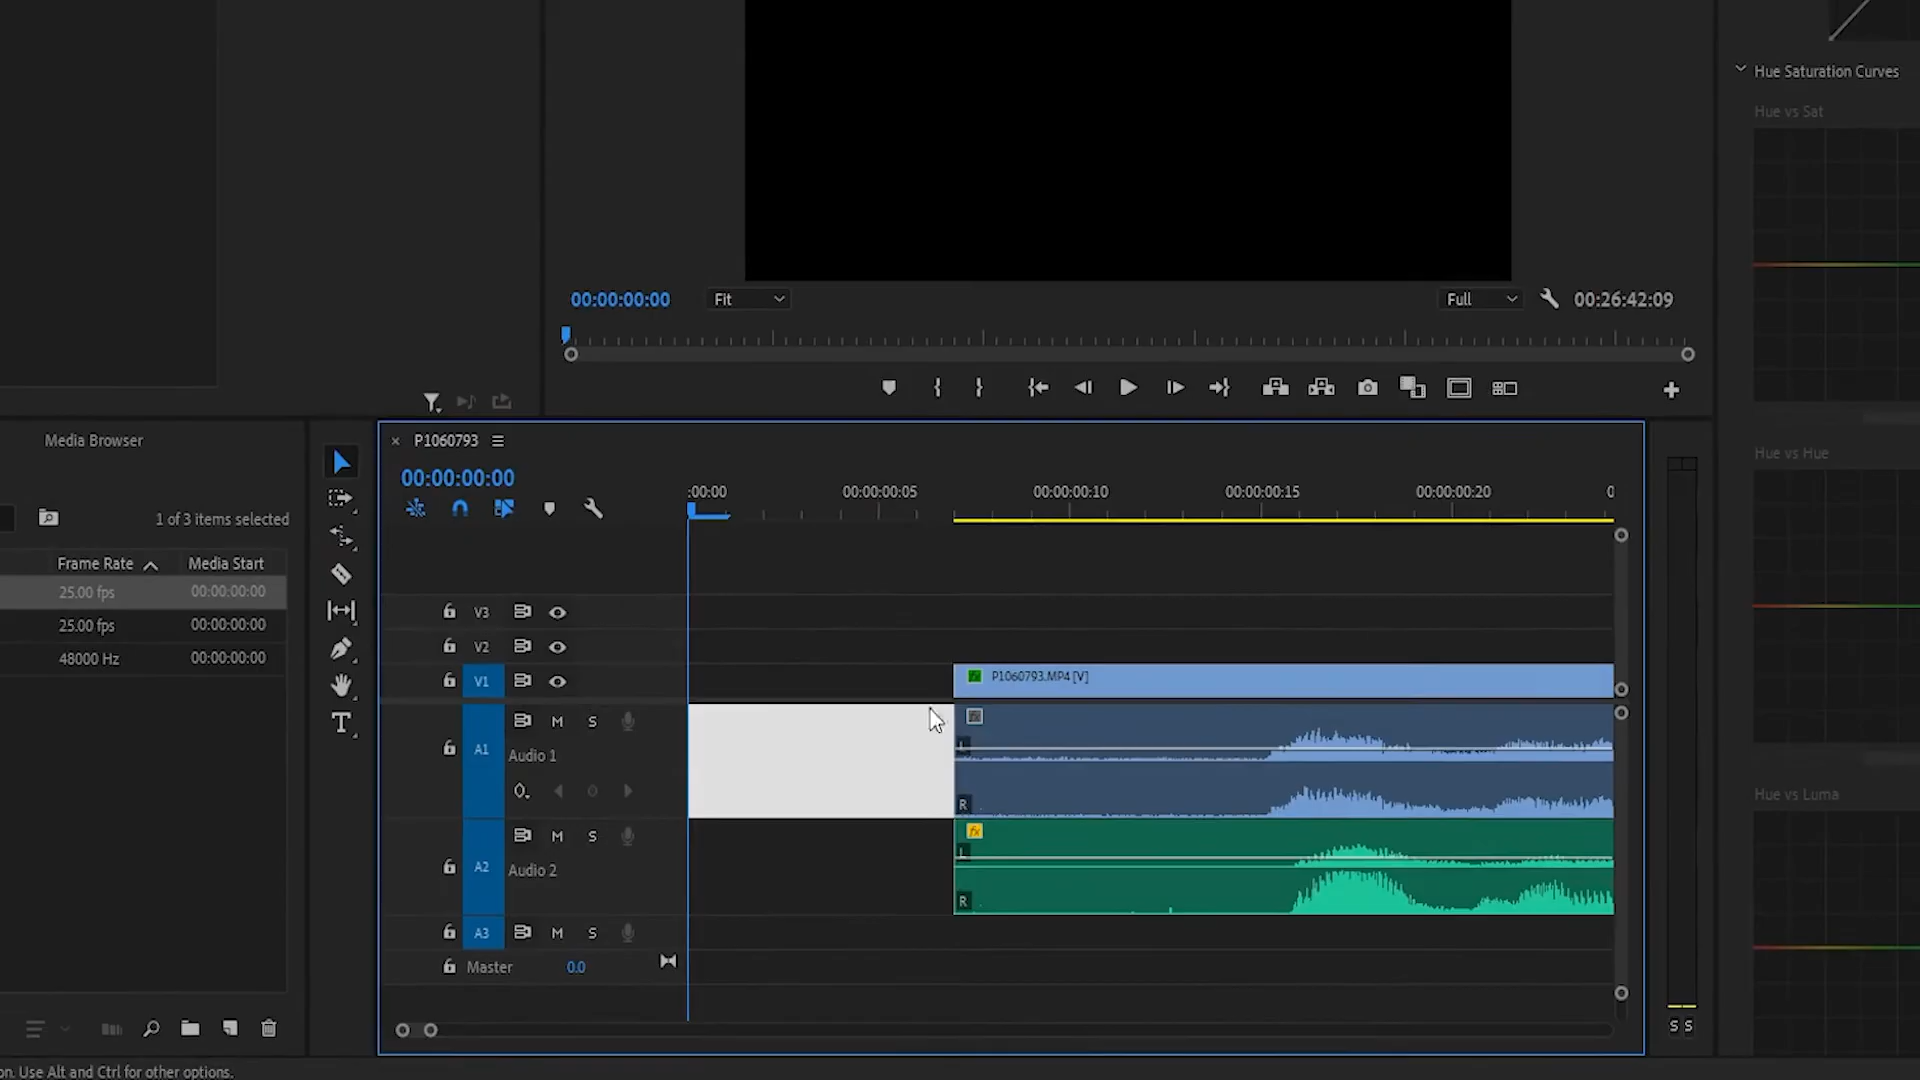 Hue Saturation Curves
Hue vs Sat
00:00:00:00
Fit
Full
00:26:42:09
Media Browser
P1060793
00:00:00:00
:00:00
00:00:00:05
00:00:00:10
00:00:00:15
00:00:00:20
0
Hue vs Hue
1 of 3 items selected
Frame Rate
Media Start
25.00 fps
00:00:00:00
25.00 fps
00:00:00:00
48000 Hz
00:00:00:00
V3
V2
V1
P1060793.MP4 [V]
A1
M
S
Audio 1
L
R
A2
M
S
Audio 2
fx
L
R
A3
M
S
Master
0.0
Hue vs Luma
S S
on. Use Alt and Ctrl for other options.